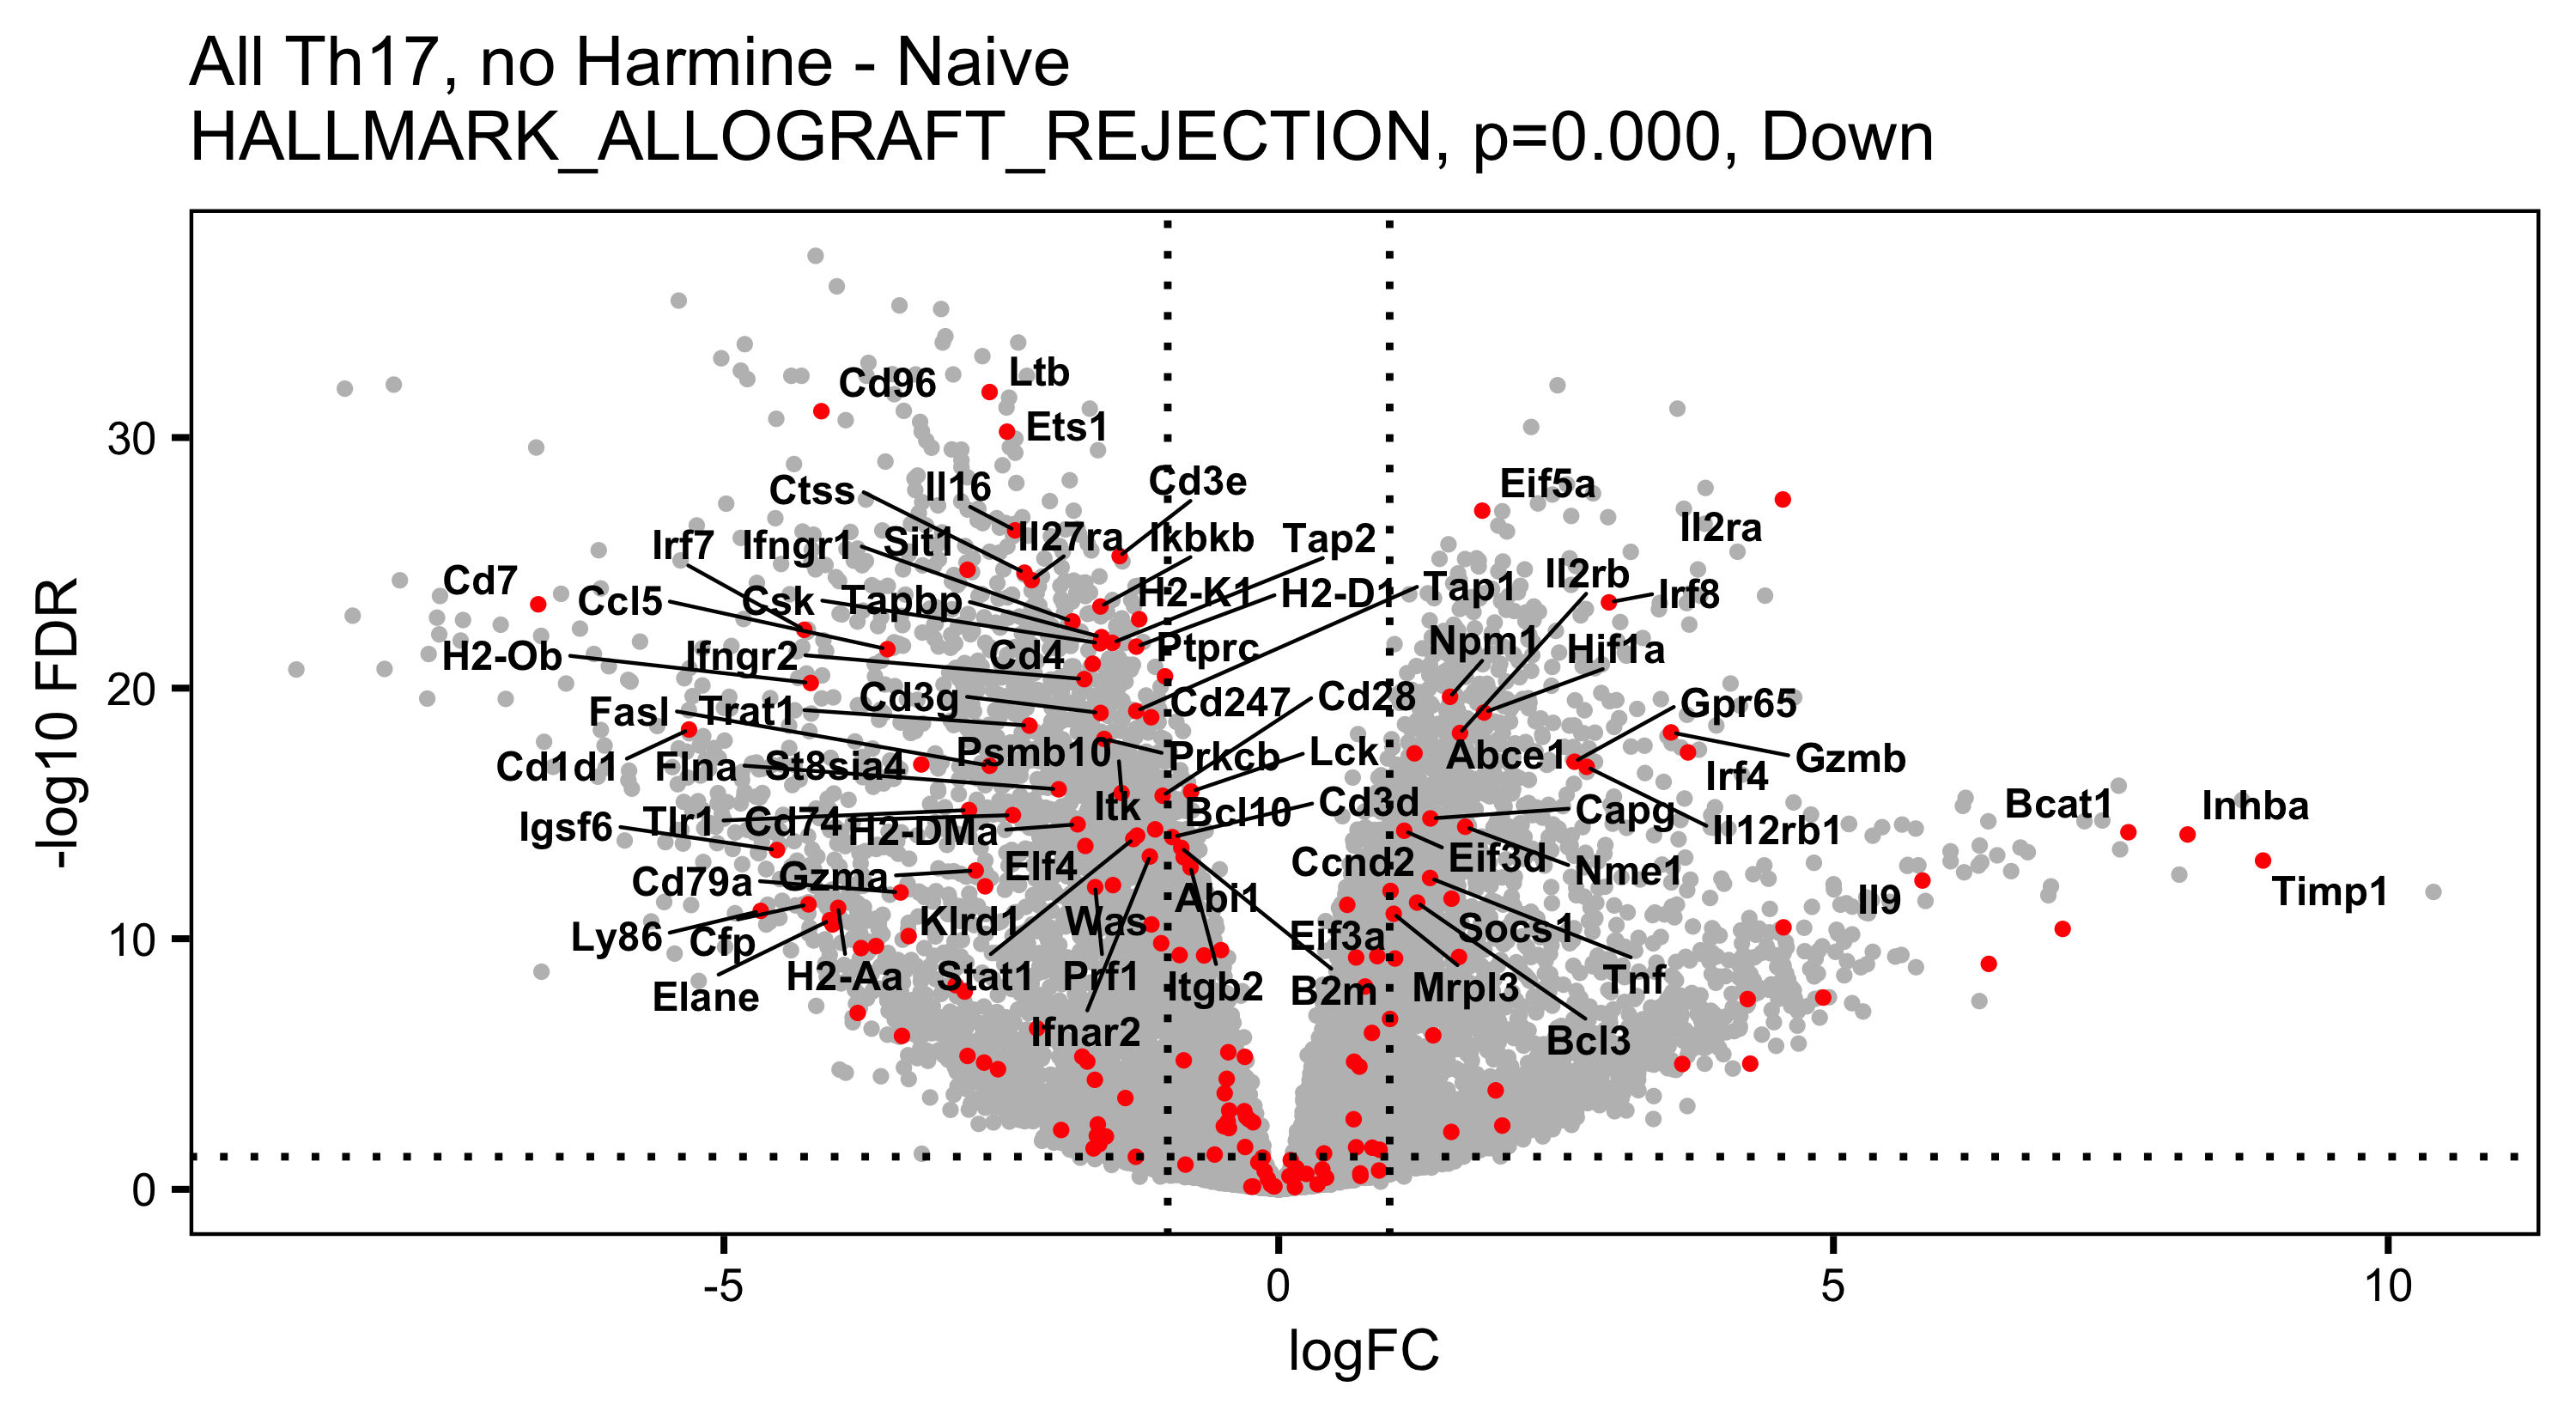 All Th17, no Harmine - Naive
HALLMARK_ALLOGRAFT_REJECTION, p=0.000, Down
-log10 FDR
30
20
10
0
Cd96
Ltb
Ets1
Ctss
Il16
Cd3e
Eif5a
Il2ra
Irf7
Ifngr1
Sit1
Il27ra
Ikbkb
Tap2
Cd7
Ccl5
Csk
Tapbp
H2-K1
H2-D1
Tap1
Il2rb
Irf8
H2-Ob
Ifngr2
Cd4
Ptprc
Npm1
Hif1a
Fasl
Trat1
Cd3g
Cd247
Cd28
Gpr65
Cd1d1
Flna
St8sia4
Psmb10
Prkcb
Lck
Abce1
Irf4
Gzmb
Igsf6
Tlr1
Cd74
H2-DMa
Itk
Bcl10
Cd3d
Capg
Il12rb1
Bcat1
Inhba
Cd79a
Gzma
Elf4
Abi1
Ccnd2
Eif3d
Nme1
Il9
Timp1
Ly86
Cfp
Klrd1
Was
Eif3a
Socs1
Elane
H2-Aa
Stat1
Prf1
Itgb2
B2m
Mrpl3
Tnf
Ifnar2
Bcl3
-5
0
5
10
logFC